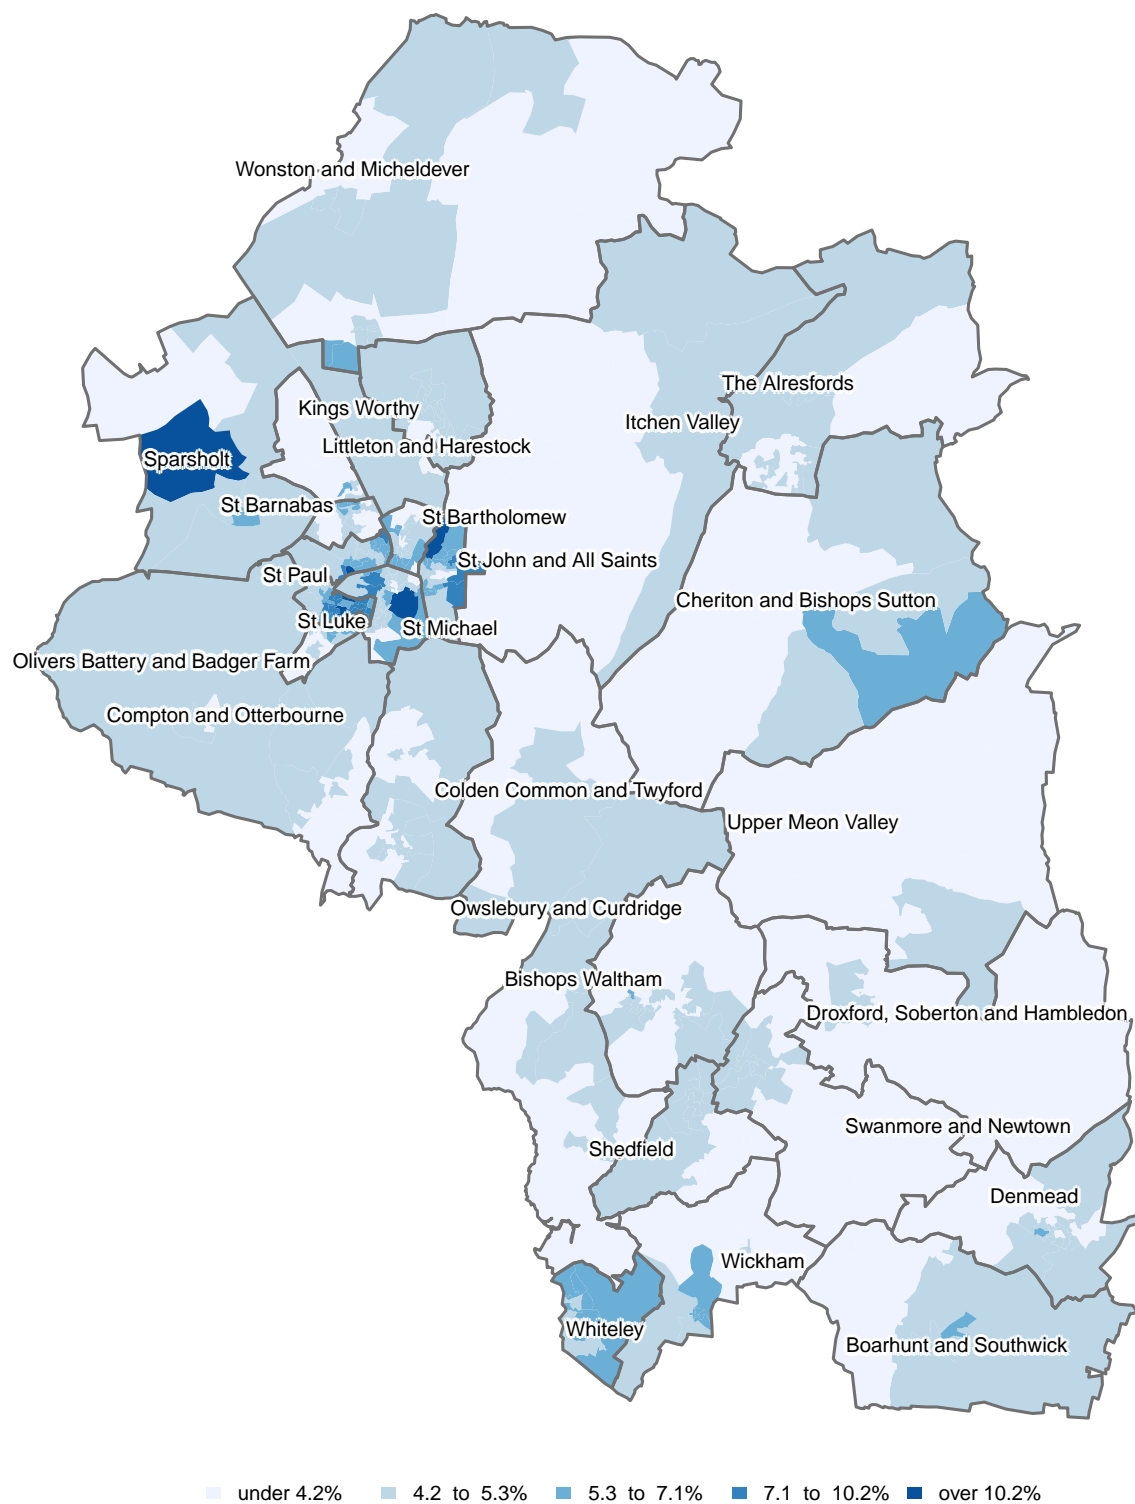 Wonston and Micheldever
The Alresfords
Kings Worthy
Itchen Valley
Littleton and Harestock
Sparsholt
St Barnabas
St Bartholomew
St John and All Saints
St Paul
Cheriton and Bishops Sutton
St Luke
St Michael
Olivers Battery and Badger Farm
Compton and Otterbourne
Colden Common and Twyford
Upper Meon Valley
Owslebury and Curdridge
Bishops Waltham
Droxford, Soberton and Hambledon
Swanmore and Newtown
Shedfield
Denmead
Wickham
Whiteley
Boarhunt and Southwick
under 4.2% 4.2 to 5.3% 5.3 to 7.1% 7.1 to 10.2% over 10.2%